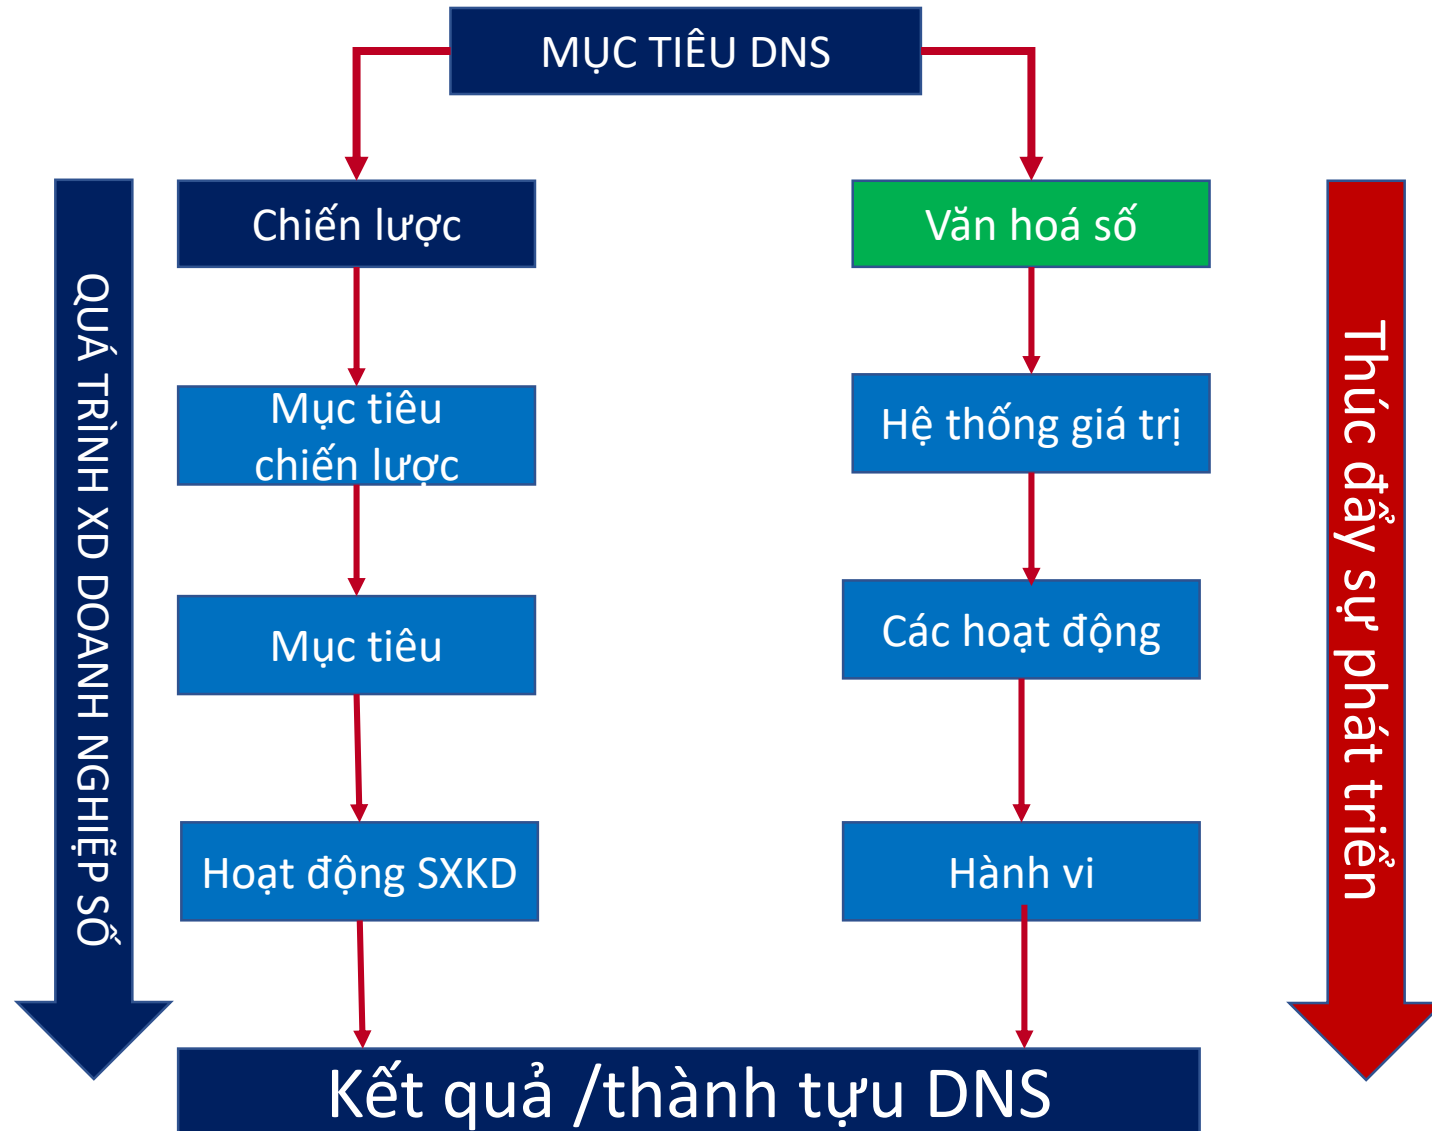 MỤC TIÊU DNS
Chiến lược
Văn hoá số
Mục tiêu
chiến lược
Hệ thống giá trị
Mục tiêu
Các hoạt động
Hoạt động SXKD
Hành vi
Kết quả /thành tựu DNS
QUÁ TRÌNH XD DOANH NGHIỆP SỐ
Thúc đẩy sự phát triển